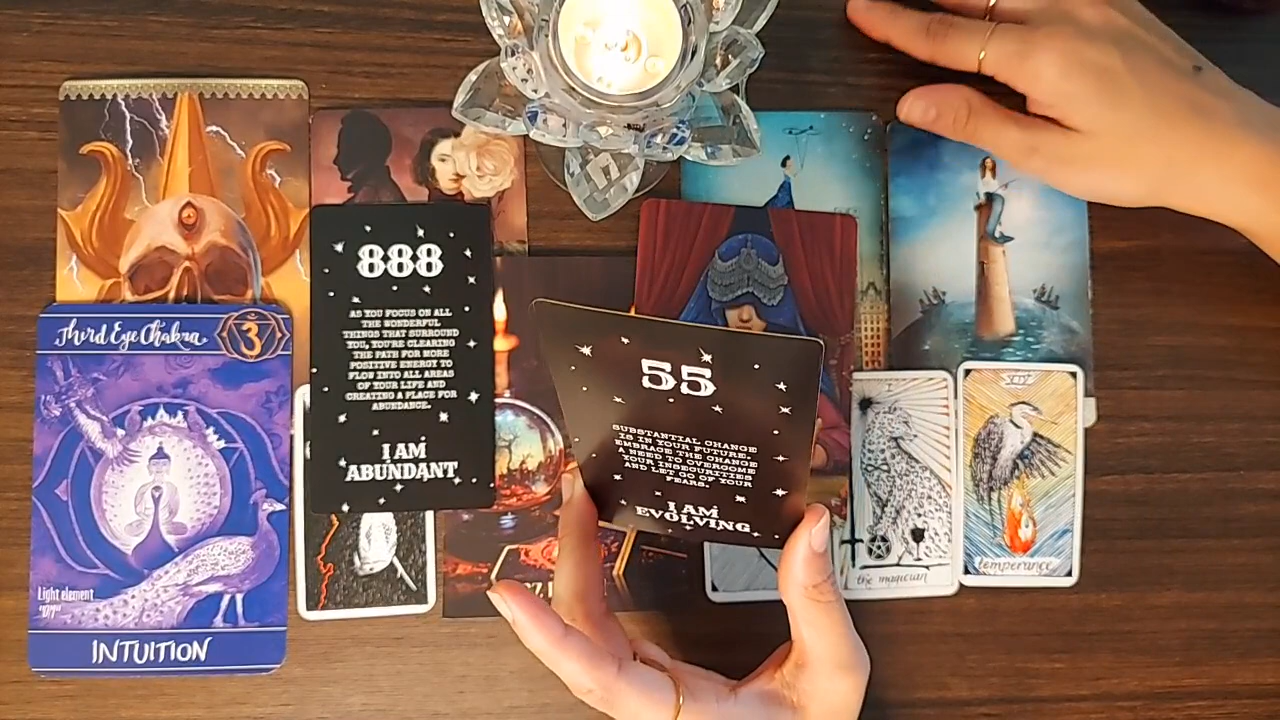 Third Eye Chakra
3
Light element
INTUITION
888
AS YOU FOCUS ON ALL
THE WONDERFUL
THINGS THAT SURROUND
YOU, YOU'RE CLEARING
THE PATH FOR MORE
POSITIVE ENERGY TO
FLOW INTO ALL AREAS
OF YOUR LIFE AND
CREATING A PLACE FOR
ABUNDANCE.
I AM
ABUNDANT
55
SUBSTANTIAL CHANGE
IS IN YOUR FUTURE.
EMBRACE THE CHANGE
A NEED TO OVERCOME
YOUR INSECURITIES
AND LET GO OF YOUR
FEARS.
I AM
EVOLVING
I
the magician
XIV
temperance